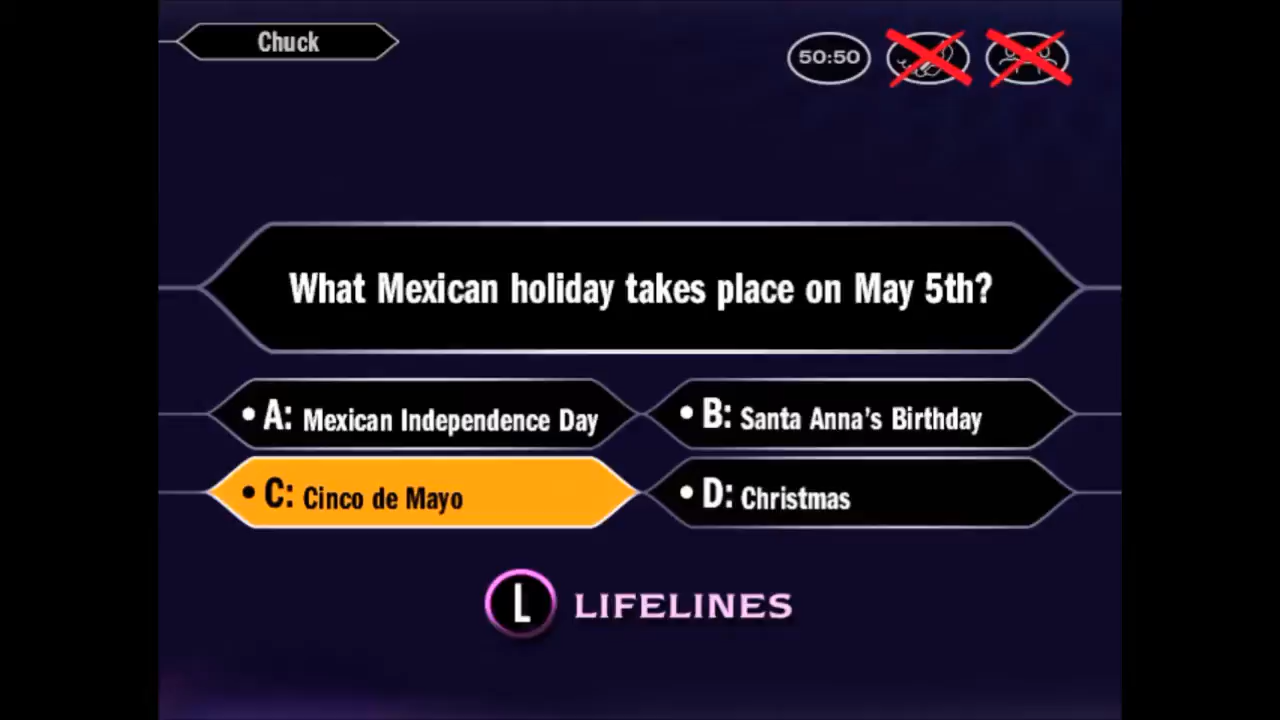 Chuck
50:50
What Mexican holiday takes place on May 5th?
• A: Mexican Independence Day
• B: Santa Anna's Birthday
• C: Cinco de Mayo
• D: Christmas
L LIFELINES